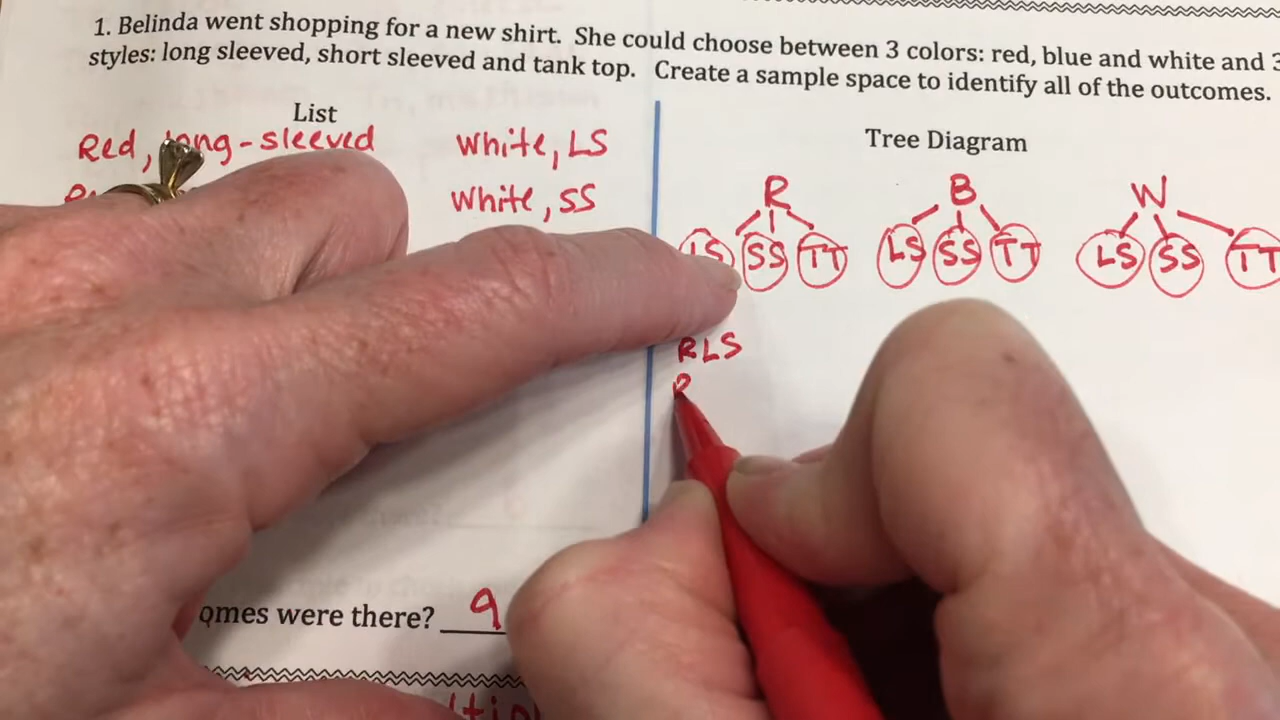 1. Belinda went shopping for a new shirt. She could choose between 3 colors: red, blue and white and 3
styles: long sleeved, short sleeved and tank top. Create a sample space to identify all of the outcomes.
List
Red, long-sleeved
white, LS
white, SS
Tree Diagram
R B W
LS SS TT LS SS TT LS SS TT
RLS
R
omes were there? 9